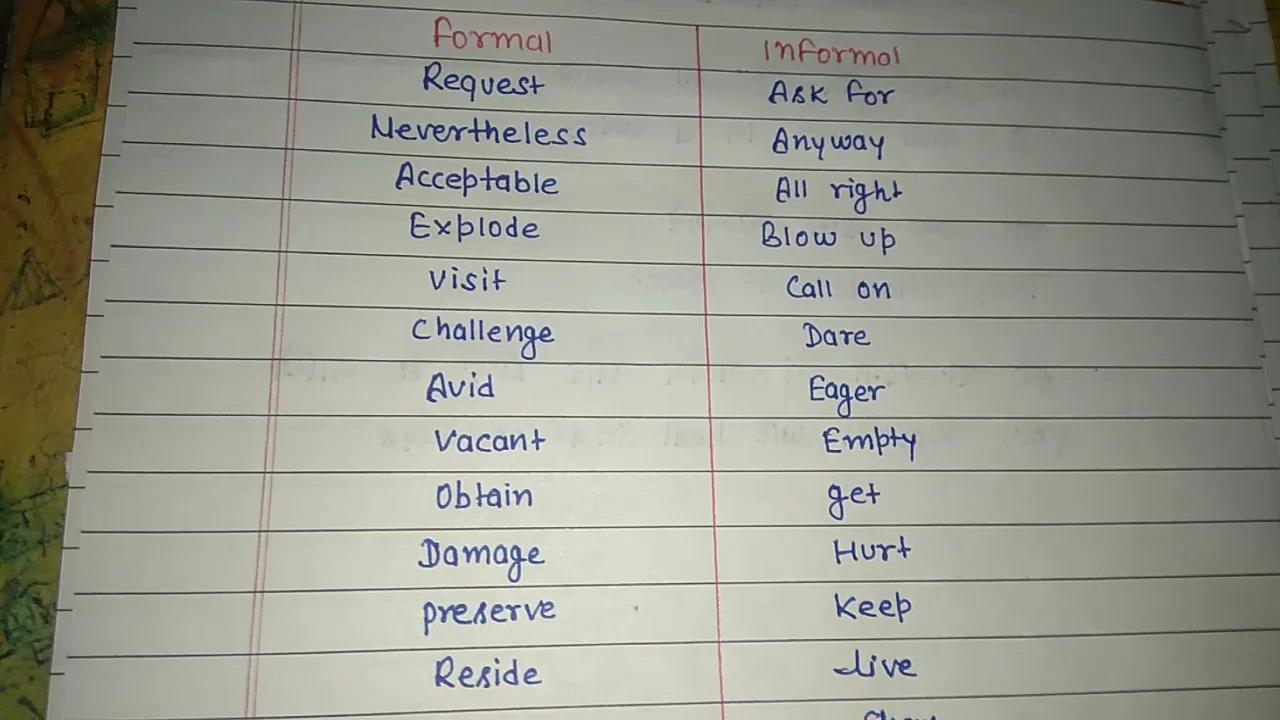 Formal Informal
Request Ask for
Nevertheless Anyway
Acceptable All right
Explode Blow up
Visit Call on
Challenge Dare
Avid Eager
Vacant Empty
Obtain get
Damage Hurt
preserve Keep
Reside Live